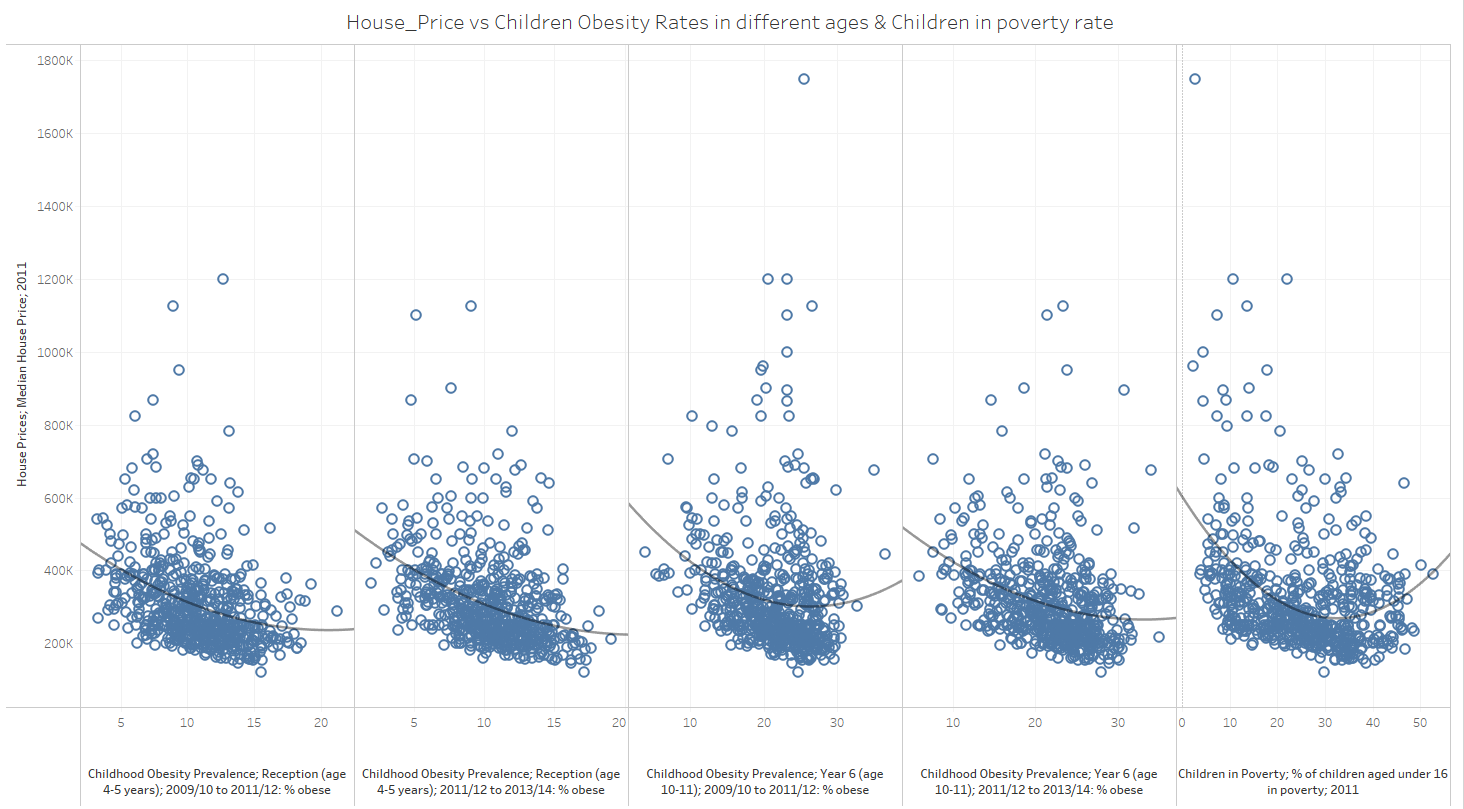 House_Price vs Children Obesity Rates in different ages & Children in poverty rate
House Prices; Median House Price; 2011
1800K
1600K
1400K
1200K
1000K
800K
600K
400K
200K
5 10 15 20
5 10 15 20
10 20 30
10 20 30
0 10 20 30 40 50
Childhood Obesity Prevalence; Reception (age
4-5 years); 2009/10 to 2011/12: % obese
Childhood Obesity Prevalence; Reception (age
4-5 years); 2011/12 to 2013/14: % obese
Childhood Obesity Prevalence; Year 6 (age
10-11); 2009/10 to 2011/12: % obese
Childhood Obesity Prevalence; Year 6 (age
10-11); 2011/12 to 2013/14: % obese
Children in Poverty; % of children aged under 16
in poverty; 2011